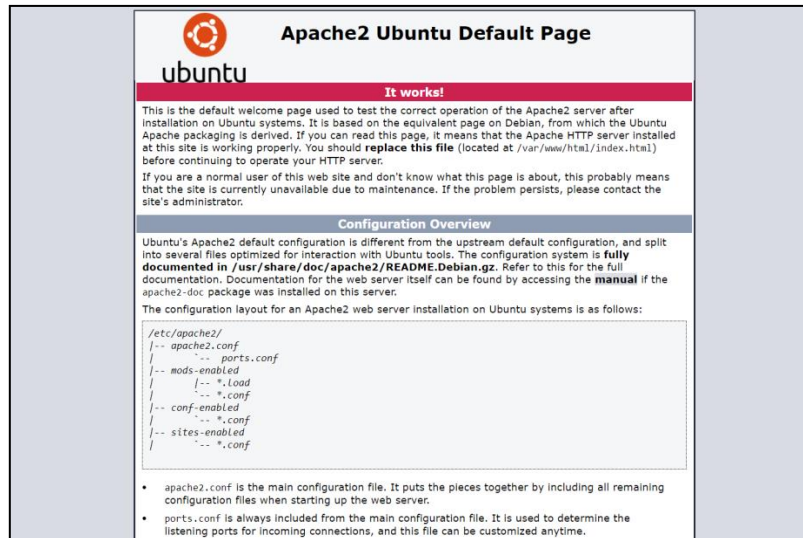 ubuntu
Apache2 Ubuntu Default Page
It works!
This is the default welcome page used to test the correct operation of the Apache2 server after
installation on Ubuntu systems. It is based on the equivalent page on Debian, from which the Ubuntu
Apache packaging is derived. If you can read this page, it means that the Apache HTTP server installed
at this site is working properly. You should replace this file (located at /var/www/html/index.html)
before continuing to operate your HTTP server.
If you are a normal user of this web site and don't know what this page is about, this probably means
that the site is currently unavailable due to maintenance. If the problem persists, please contact the
site's administrator.
Configuration Overview
Ubuntu's Apache2 default configuration is different from the upstream default configuration, and split
into several files optimized for interaction with Ubuntu tools. The configuration system is fully
documented in /usr/share/doc/apache2/README.Debian.gz. Refer to this for the full
documentation. Documentation for the web server itself can be found by accessing the manual if the
apache2-doc package was installed on this server.
The configuration layout for an Apache2 web server installation on Ubuntu systems is as follows:
/etc/apache2/
|-- apache2.conf
|       `--  ports.conf
|-- mods-enabled
|       |-- *.load
|       `-- *.conf
|-- conf-enabled
|       `-- *.conf
|-- sites-enabled
|       `-- *.conf
• apache2.conf is the main configuration file. It puts the pieces together by including all remaining
configuration files when starting up the web server.
• ports.conf is always included from the main configuration file. It is used to determine the
listening ports for incoming connections, and this file can be customized anytime.